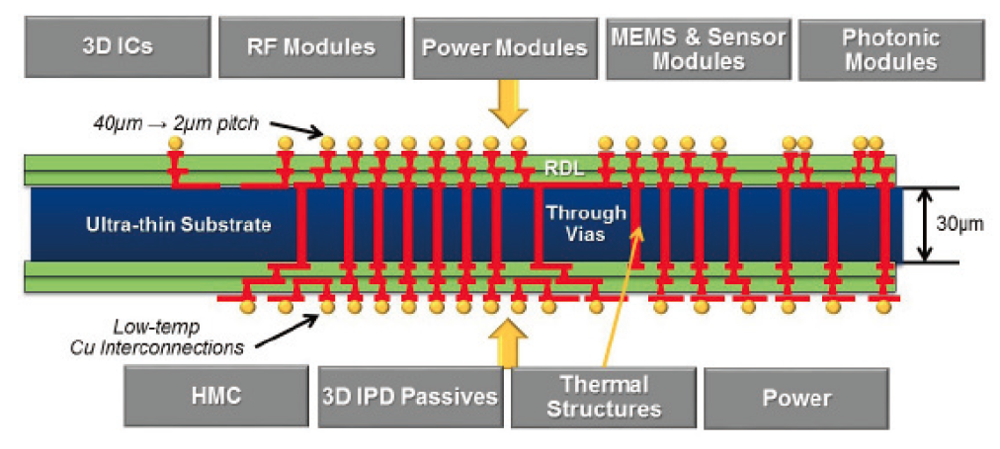 3D ICs
RF Modules
Power Modules
MEMS & Sensor
Modules
Photonic
Modules
40µm → 2µm pitch
RDL
Ultra-thin Substrate
Through
Vias
30µm
Low-temp
Cu Interconnections
HMC
3D IPD Passives
Thermal
Structures
Power